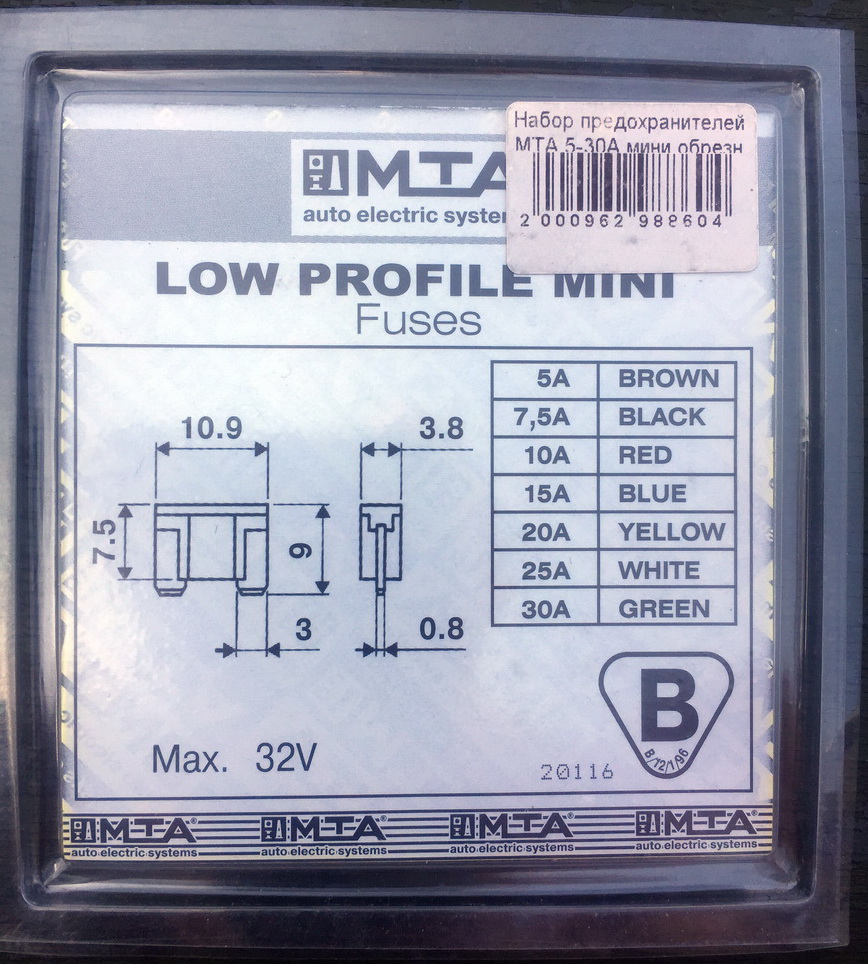 Набор предохранителей
МТА 5-30А мини обрезн
2 000962 988604
MTA
auto electric
LOW PROFILE MINI
Fuses
10.9
3.8
7.5
9
3
0.8
5A BROWN
7,5A BLACK
10A RED
15A BLUE
20A YELLOW
25A WHITE
30A GREEN
B
B/12/1/96
Max. 32V
20116
MTA® MTA® MTA® MTA®
auto electric systems auto electric systems auto electric systems auto electric systems